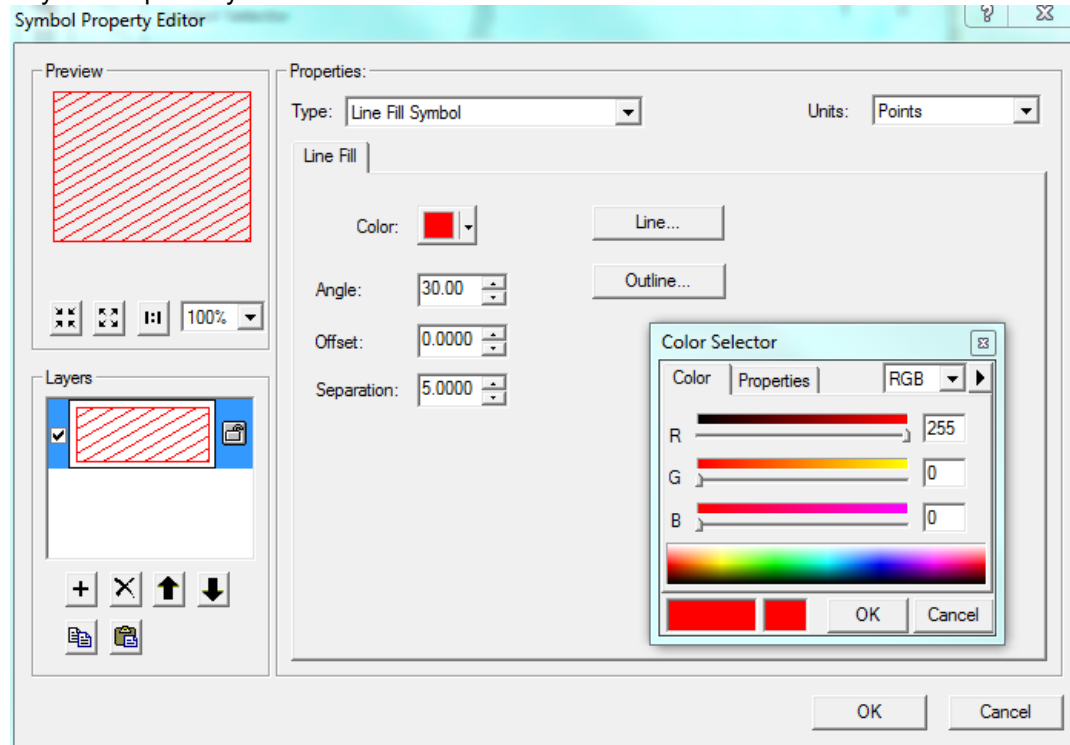 Symbol Property Editor
Preview
100%
Layers
Properties:
Type: Line Fill Symbol
Units: Points
Line Fill
Color:
Line...
Angle: 30.00
Outline...
Offset: 0.0000
Separation: 5.0000
Color Selector
Color Properties RGB
R 255
G 0
B 0
OK Cancel
OK Cancel